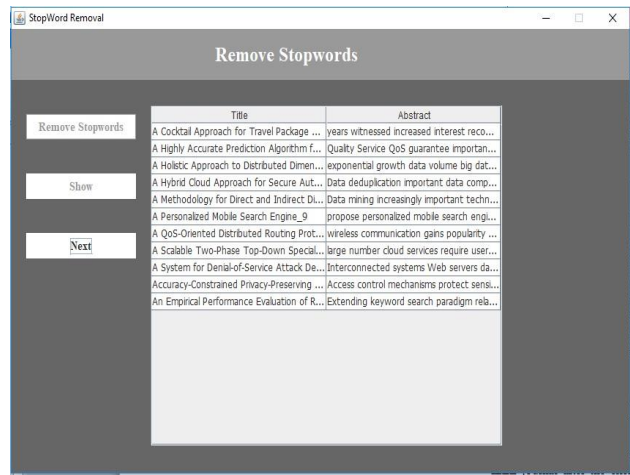 StopWord Removal
Remove Stopwords
Remove Stopwords
Show
Next
Title Abstract
A Cocktail Approach for Travel Package ... years witnessed increased interest reco...
A Highly Accurate Prediction Algorithm f... Quality Service QoS guarantee importan...
A Holistic Approach to Distributed Dimen... exponential growth data volume big dat...
A Hybrid Cloud Approach for Secure Aut... Data deduplication important data comp...
A Methodology for Direct and Indirect Di... Data mining increasingly important techn...
A Personalized Mobile Search Engine_9 propose personalized mobile search engi...
A QoS-Oriented Distributed Routing Prot... wireless communication gains popularity ...
A Scalable Two-Phase Top-Down Special... large number cloud services require user...
A System for Denial-of-Service Attack De... Interconnected systems Web servers da...
Accuracy-Constrained Privacy-Preserving ... Access control mechanisms protect sensi...
An Empirical Performance Evaluation of R... Extending keyword search paradigm rela...